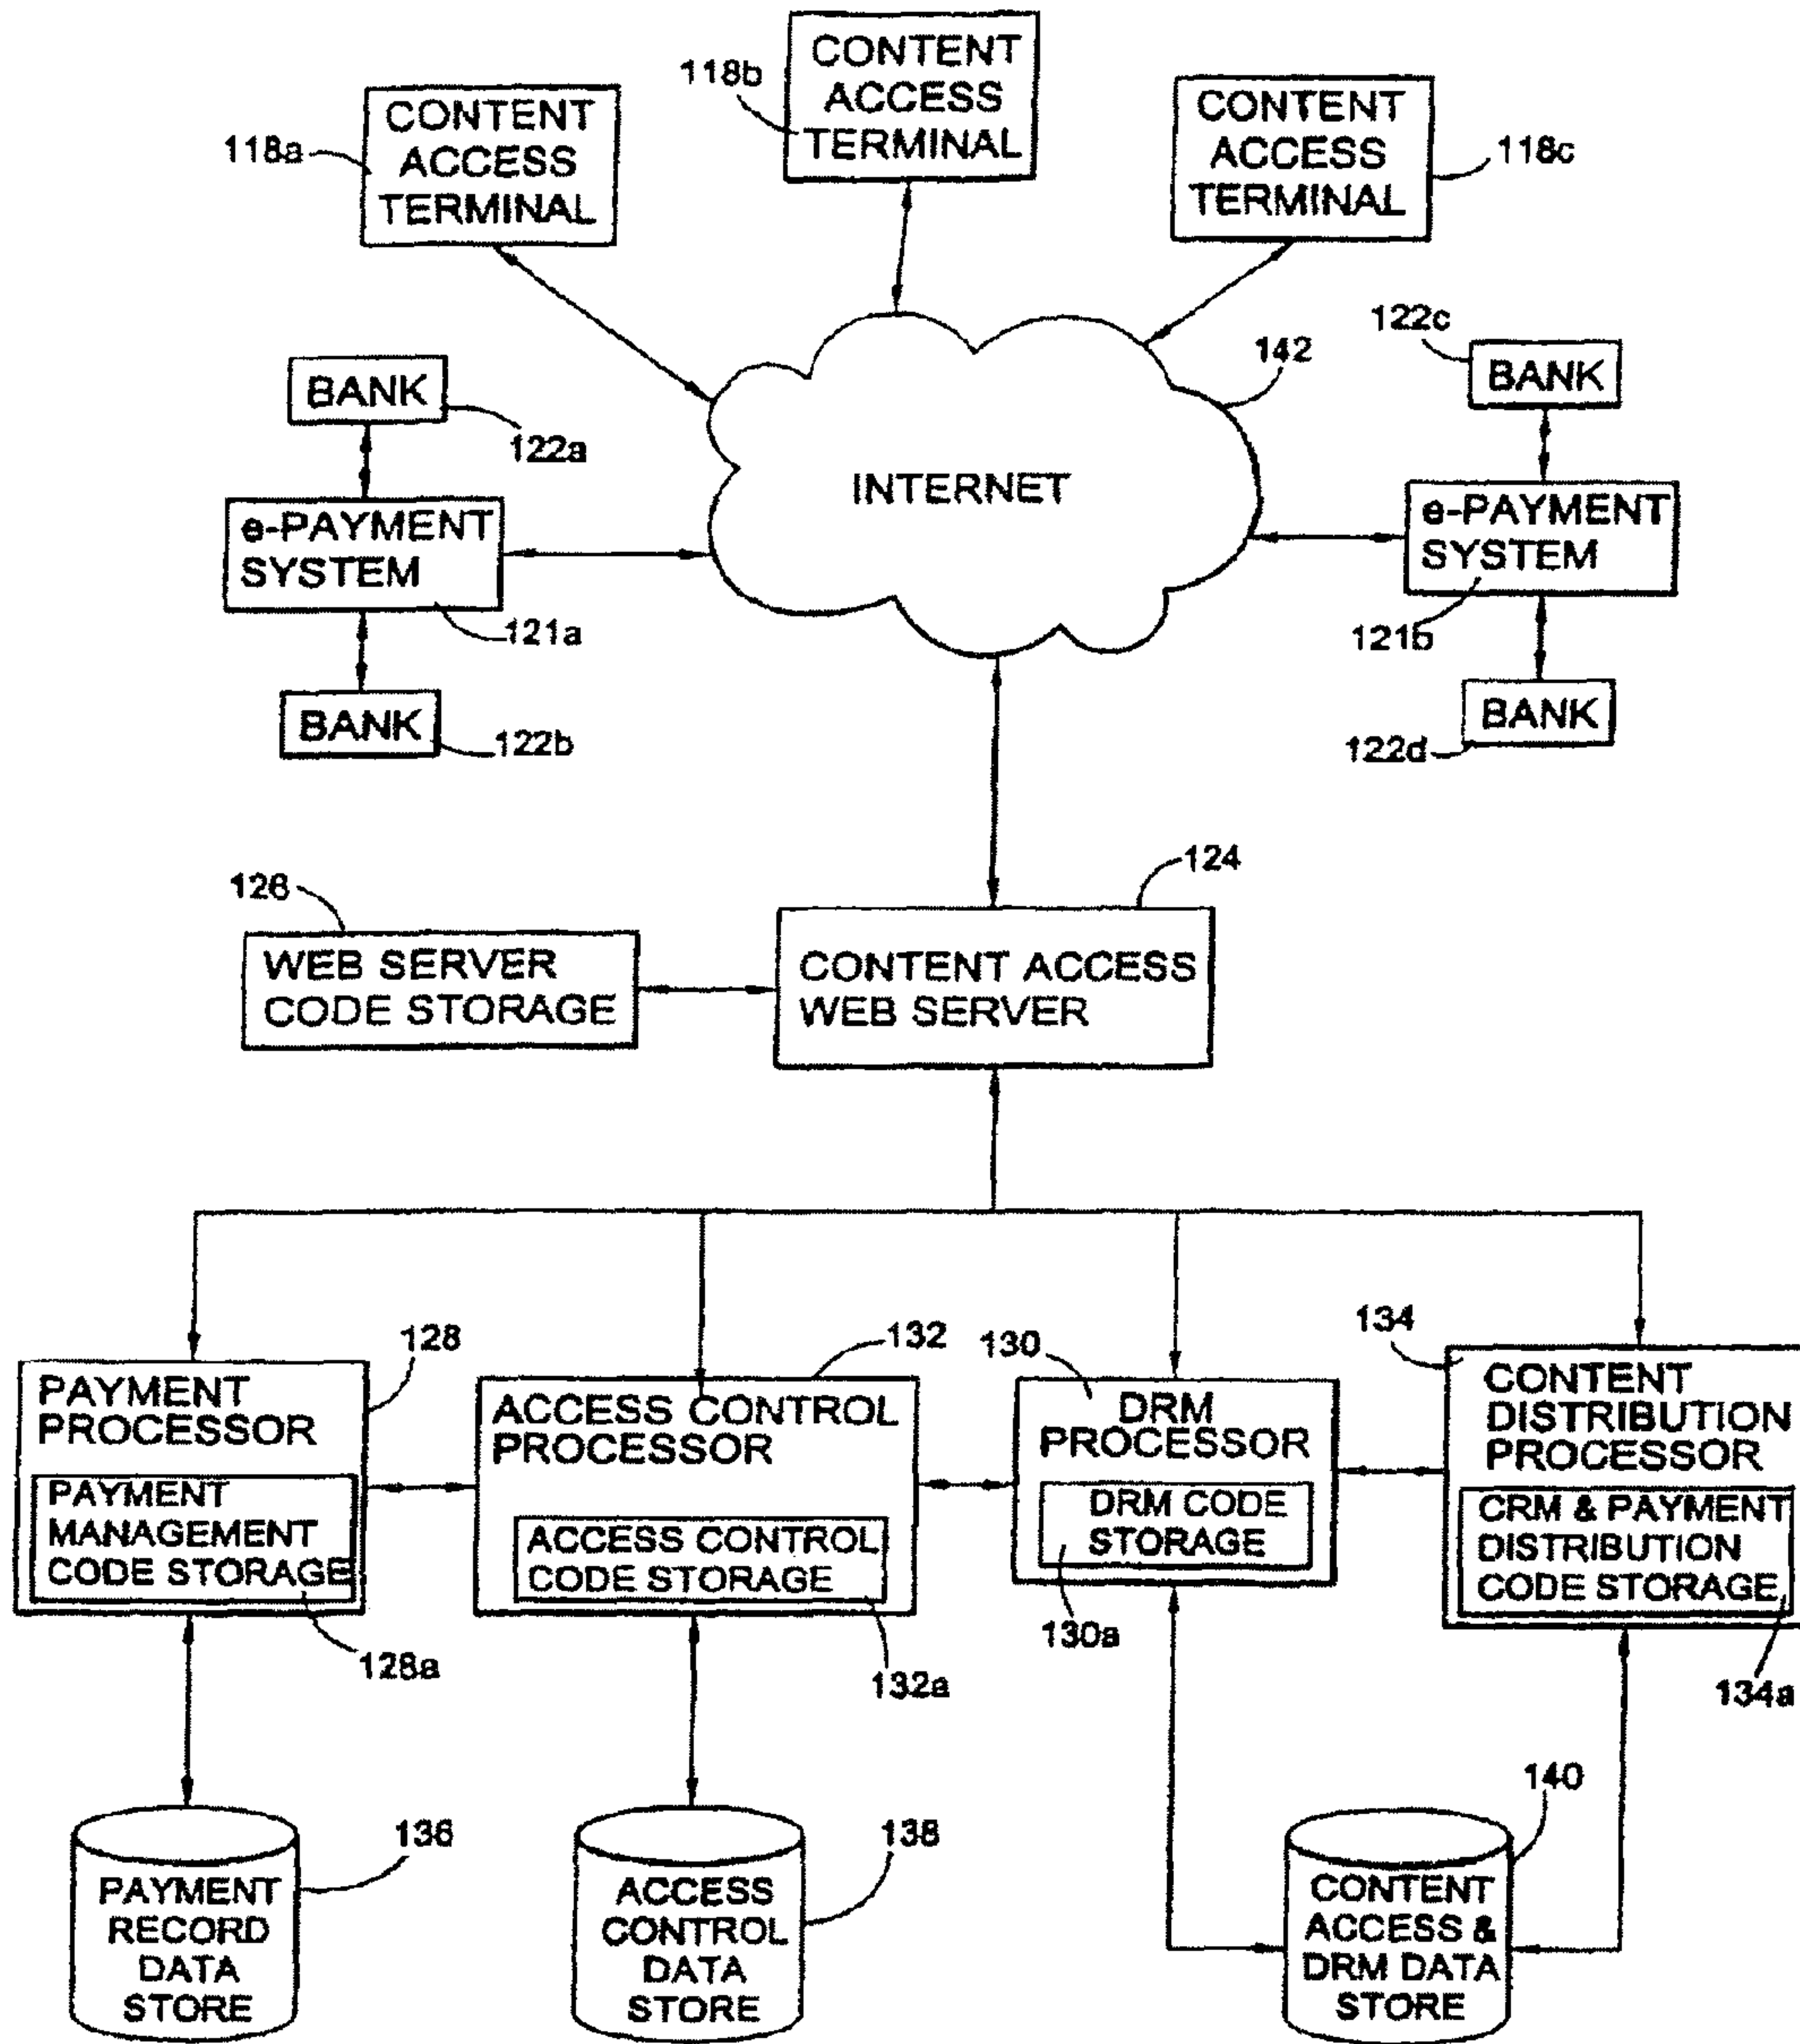 CONTENT
ACCESS
TERMINAL
118a
118b
CONTENT
ACCESS
TERMINAL
CONTENT
ACCESS
TERMINAL
118c
142
INTERNET
BANK
122a
e-PAYMENT
SYSTEM
121a
BANK
122b
122c
BANK
e-PAYMENT
SYSTEM
121b
BANK
122d
126
WEB SERVER
CODE STORAGE
124
CONTENT ACCESS
WEB SERVER
128
PAYMENT
PROCESSOR
PAYMENT
MANAGEMENT
CODE STORAGE
128a
132
ACCESS CONTROL
PROCESSOR
ACCESS CONTROL
CODE STORAGE
132a
130
DRM
PROCESSOR
DRM CODE
STORAGE
130a
134
CONTENT
DISTRIBUTION
PROCESSOR
CRM & PAYMENT
DISTRIBUTION
CODE STORAGE
134a
136
PAYMENT
RECORD
DATA
STORE
138
ACCESS
CONTROL
DATA
STORE
140
CONTENT
ACCESS &
DRM DATA
STORE